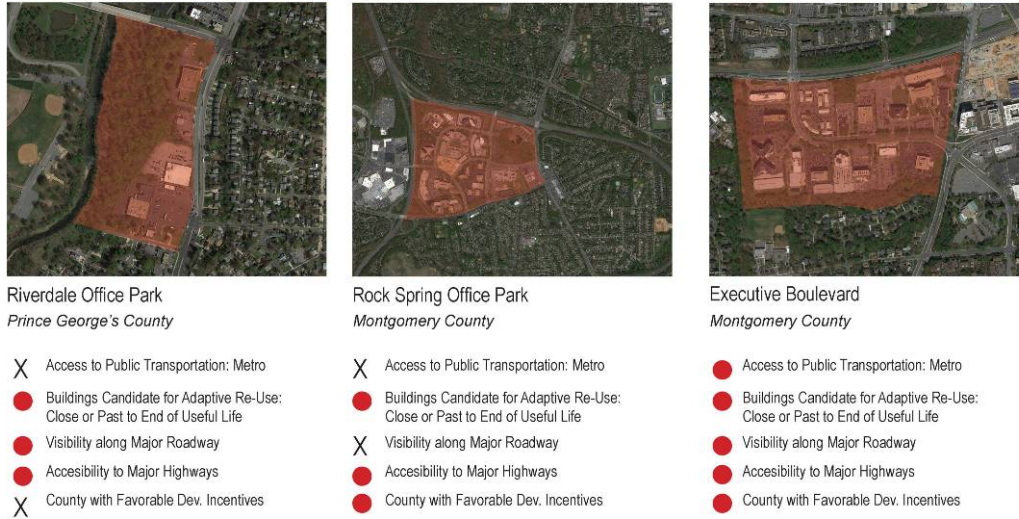 Riverdale Office Park
Prince George's County
X Access to Public Transportation: Metro
Buildings Candidate for Adaptive Re-Use:
Close or Past to End of Useful Life
Visibility along Major Roadway
Accesibility to Major Highways
X County with Favorable Dev. Incentives
Rock Spring Office Park
Montgomery County
X Access to Public Transportation: Metro
Buildings Candidate for Adaptive Re-Use:
Close or Past to End of Useful Life
X Visibility along Major Roadway
Accesibility to Major Highways
County with Favorable Dev. Incentives
Executive Boulevard
Montgomery County
Access to Public Transportation: Metro
Buildings Candidate for Adaptive Re-Use:
Close or Past to End of Useful Life
Visibility along Major Roadway
Accesibility to Major Highways
County with Favorable Dev. Incentives